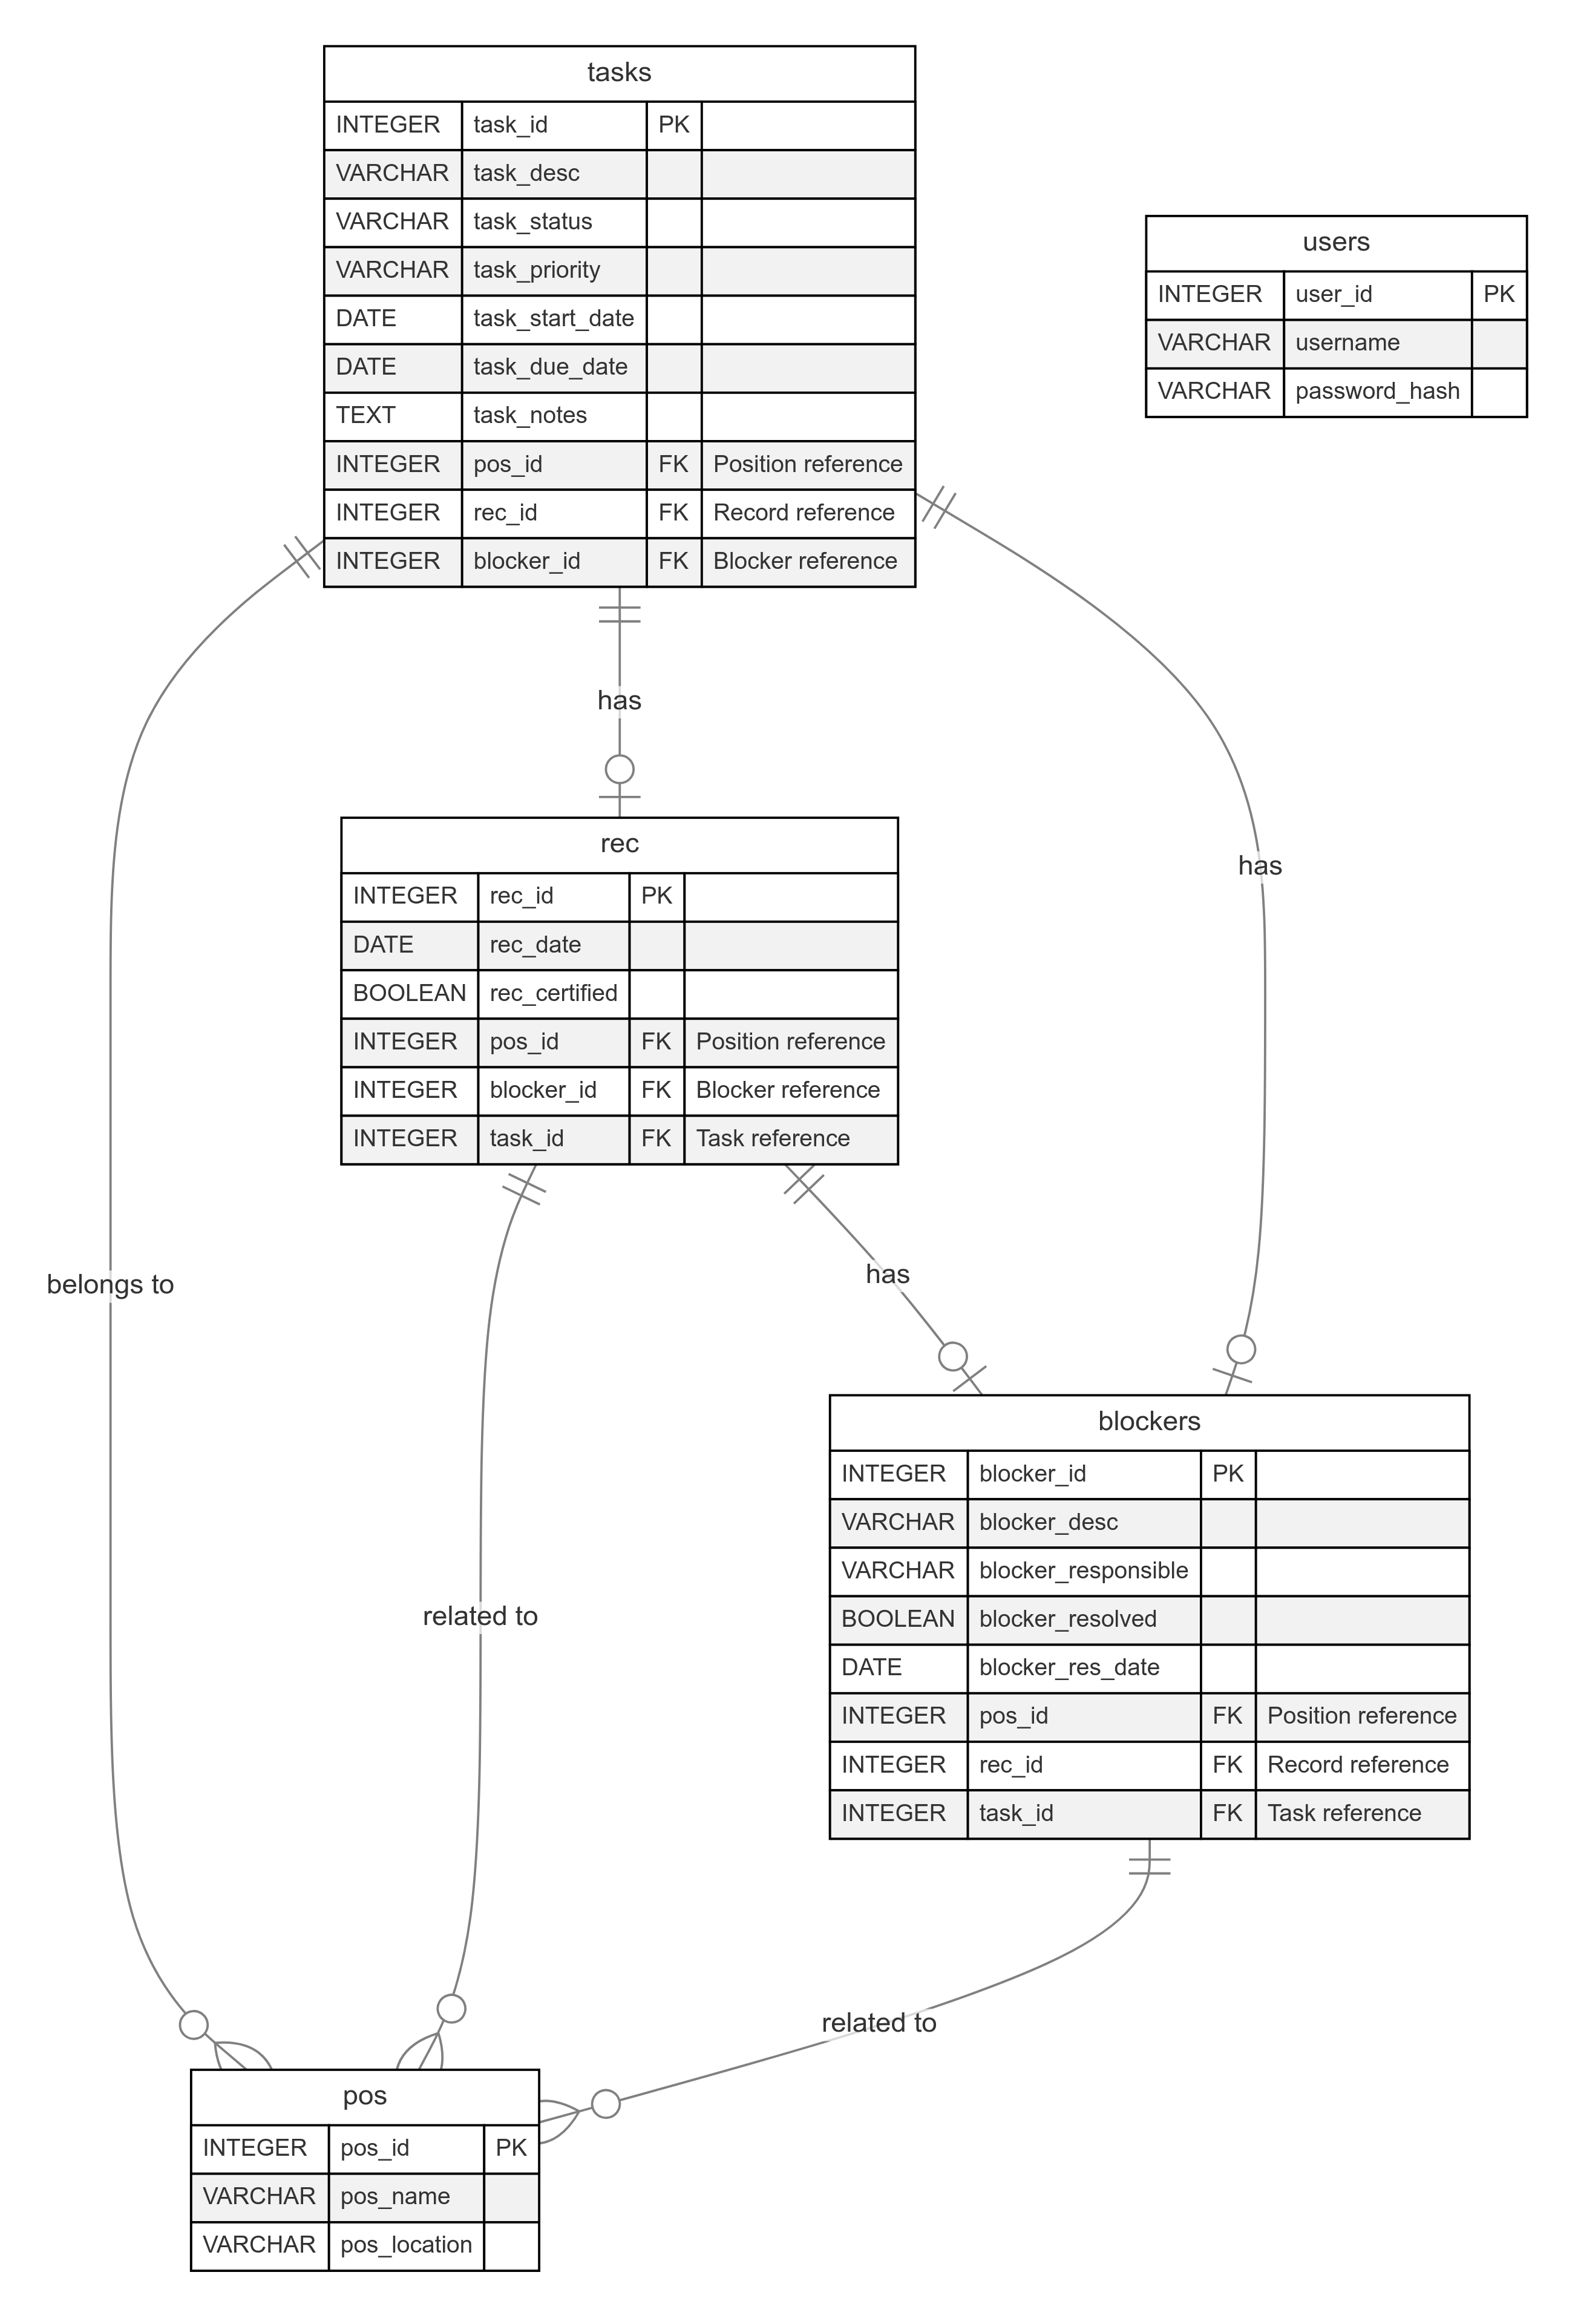 tasks
INTEGER task_id PK
VARCHAR task_desc
VARCHAR task_status
VARCHAR task_priority
DATE task_start_date
DATE task_due_date
TEXT task_notes
INTEGER pos_id FK Position reference
INTEGER rec_id FK Record reference
INTEGER blocker_id FK Blocker reference
users
INTEGER user_id PK
VARCHAR username
VARCHAR password_hash
has
rec
INTEGER rec_id PK
DATE rec_date
BOOLEAN rec_certified
INTEGER pos_id FK Position reference
INTEGER blocker_id FK Blocker reference
INTEGER task_id FK Task reference
has
belongs to
has
related to
blockers
INTEGER blocker_id PK
VARCHAR blocker_desc
VARCHAR blocker_responsible
BOOLEAN blocker_resolved
DATE blocker_res_date
INTEGER pos_id FK Position reference
INTEGER rec_id FK Record reference
INTEGER task_id FK Task reference
related to
pos
INTEGER pos_id PK
VARCHAR pos_name
VARCHAR pos_location